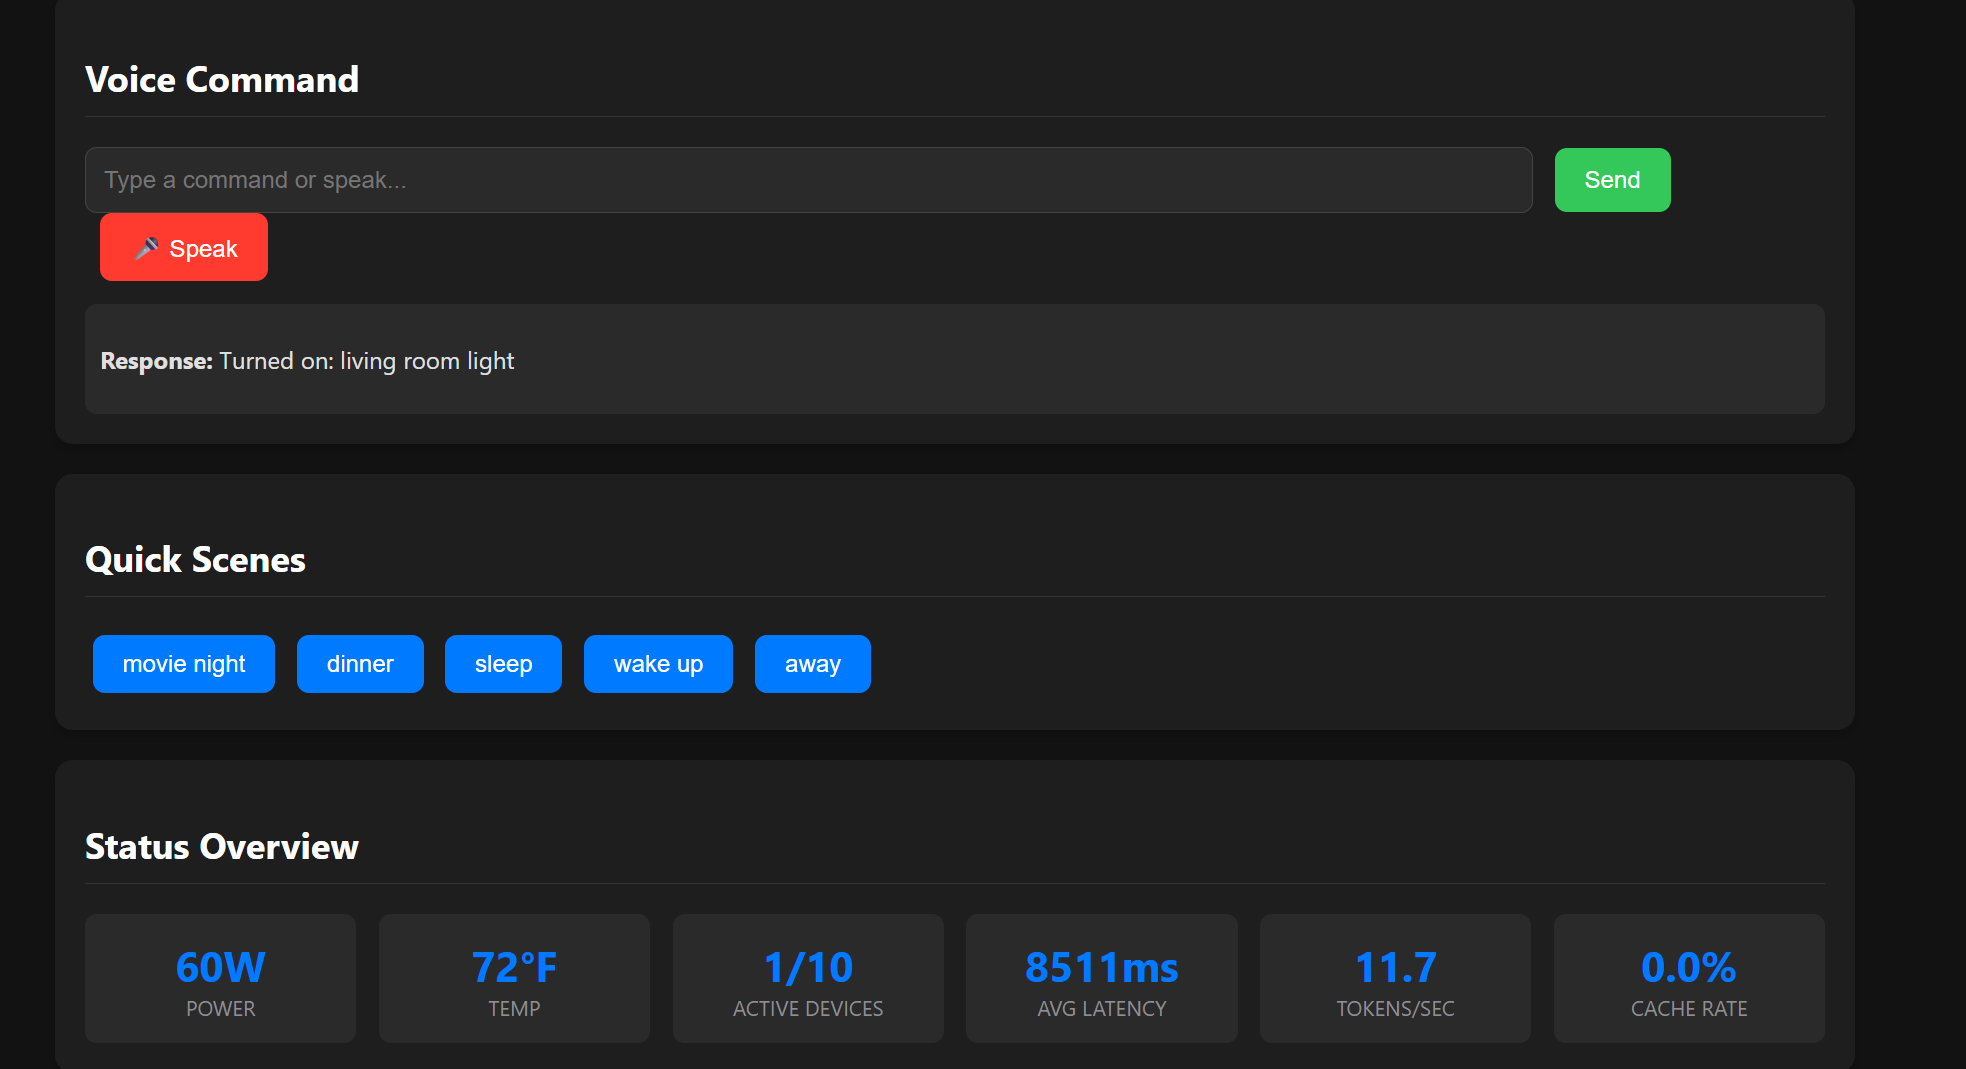 Voice Command
Type a command or speak...
Send
Speak
Response: Turned on: living room light
Quick Scenes
movie night
dinner
sleep
wake up
away
Status Overview
60W
POWER
72°F
TEMP
1/10
ACTIVE DEVICES
8511ms
AVG LATENCY
11.7
TOKENS/SEC
0.0%
CACHE RATE